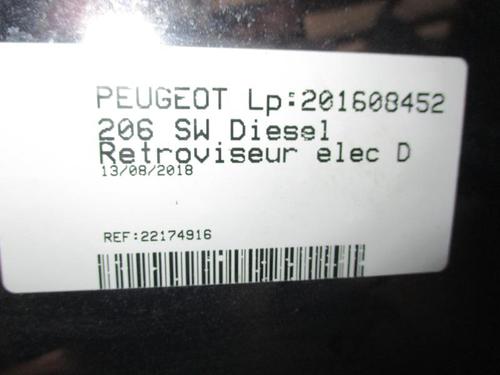 PEUGEOT Lp:201608452
206 SW Diesel
Retroviseur elec D
13/08/2018
REF:22174916